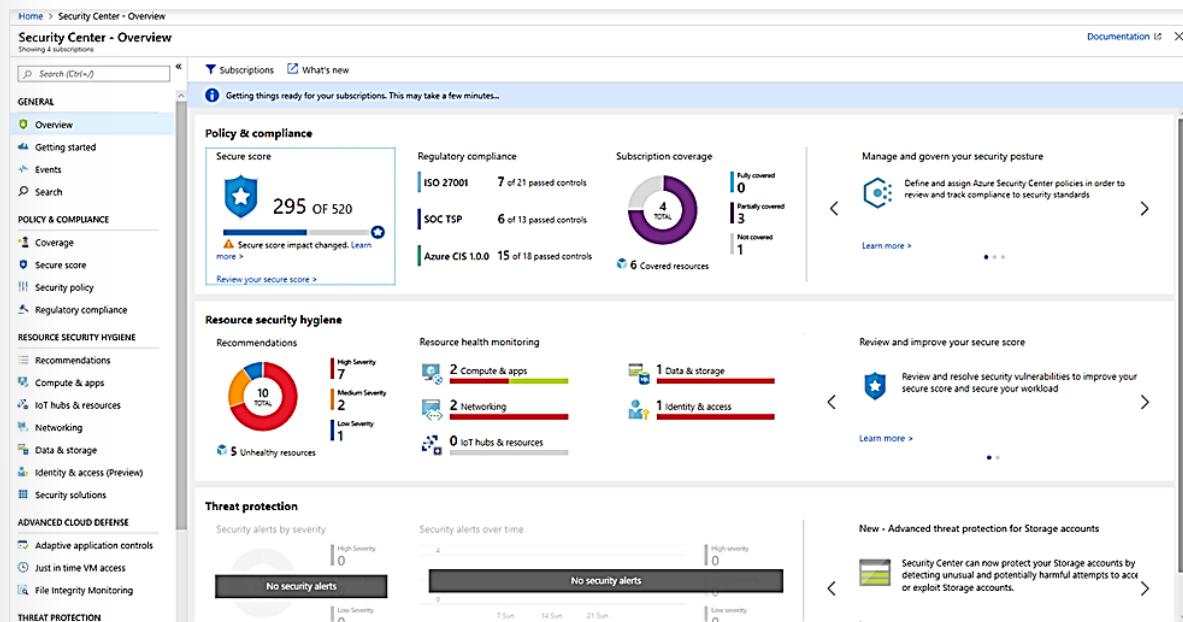 Home > Security Center - Overview
Security Center - Overview
Showing 4 subscriptions
Documentation
Search (Ctrl+/)
«
GENERAL
Overview
Getting started
Events
Search
POLICY & COMPLIANCE
Coverage
Secure score
Security policy
Regulatory compliance
RESOURCE SECURITY HYGIENE
Recommendations
Compute & apps
IoT hubs & resources
Networking
Data & storage
Identity & access (Preview)
Security solutions
ADVANCED CLOUD DEFENSE
Adaptive application controls
Just in time VM access
File Integrity Monitoring
THREAT PROTECTION
Subscriptions
What's new
Getting things ready for your subscriptions. This may take a few minutes...
Policy & compliance
Secure score
295 OF 520
Secure score impact changed. Learn
more >
Review your secure score >
Regulatory compliance
ISO 27001 7 of 21 passed controls
SOC TSP 6 of 13 passed controls
Azure CIS 1.0.0 15 of 18 passed controls
Subscription coverage
4
TOTAL
Fully covered
0
Partially covered
3
Not covered
1
6 Covered resources
Manage and govern your security posture
Define and assign Azure Security Center policies in order to
review and track compliance to security standards
Learn more >
Resource security hygiene
Recommendations
10
TOTAL
High Severity
7
Medium Severity
2
Low Severity
1
5 Unhealthy resources
Resource health monitoring
2 Compute & apps
1 Data & storage
2 Networking
1 Identity & access
0 IoT hubs & resources
Review and improve your secure score
Review and resolve security vulnerabilities to improve your
secure score and secure your workload
Learn more >
Threat protection
Security alerts by severity
High Severity
0
No security alerts
Low Severity
0
Security alerts over time
4
High severity
0
No security alerts
0
7 Sun 14 Sun 21 Sun
Low severity
0
New - Advanced threat protection for Storage accounts
Security Center can now protect your Storage accounts by
detecting unusual and potentially harmful attempts to acce
or exploit Storage accounts.